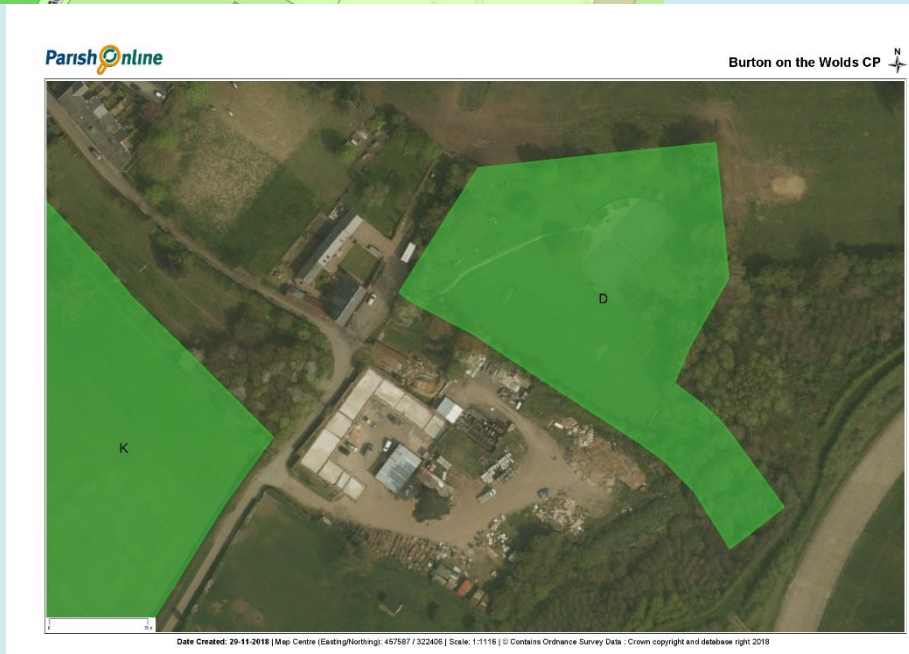 Parish Online
Burton on the Wolds CP
N
D
K
Date Created: 29-11-2018 | Map Centre (Easting/Northing): 457587 / 322406 | Scale: 1:1116 | © Contains Ordnance Survey Data : Crown copyright and database right 2018